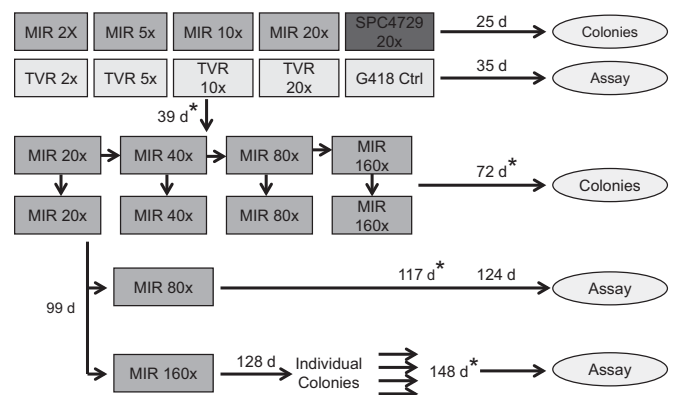 MIR 2X MIR 5x MIR 10x MIR 20x SPC4729 20x 25 d Colonies
TVR 2x TVR 5x TVR 10x TVR 20x G418 Ctrl 35 d Assay
39 d*
MIR 20x MIR 40x MIR 80x MIR 160x
72 d* Colonies
MIR 20x MIR 40x MIR 80x MIR 160x
MIR 80x 117 d* 124 d Assay
99 d
MIR 160x 128 d Individual Colonies 148 d* Assay